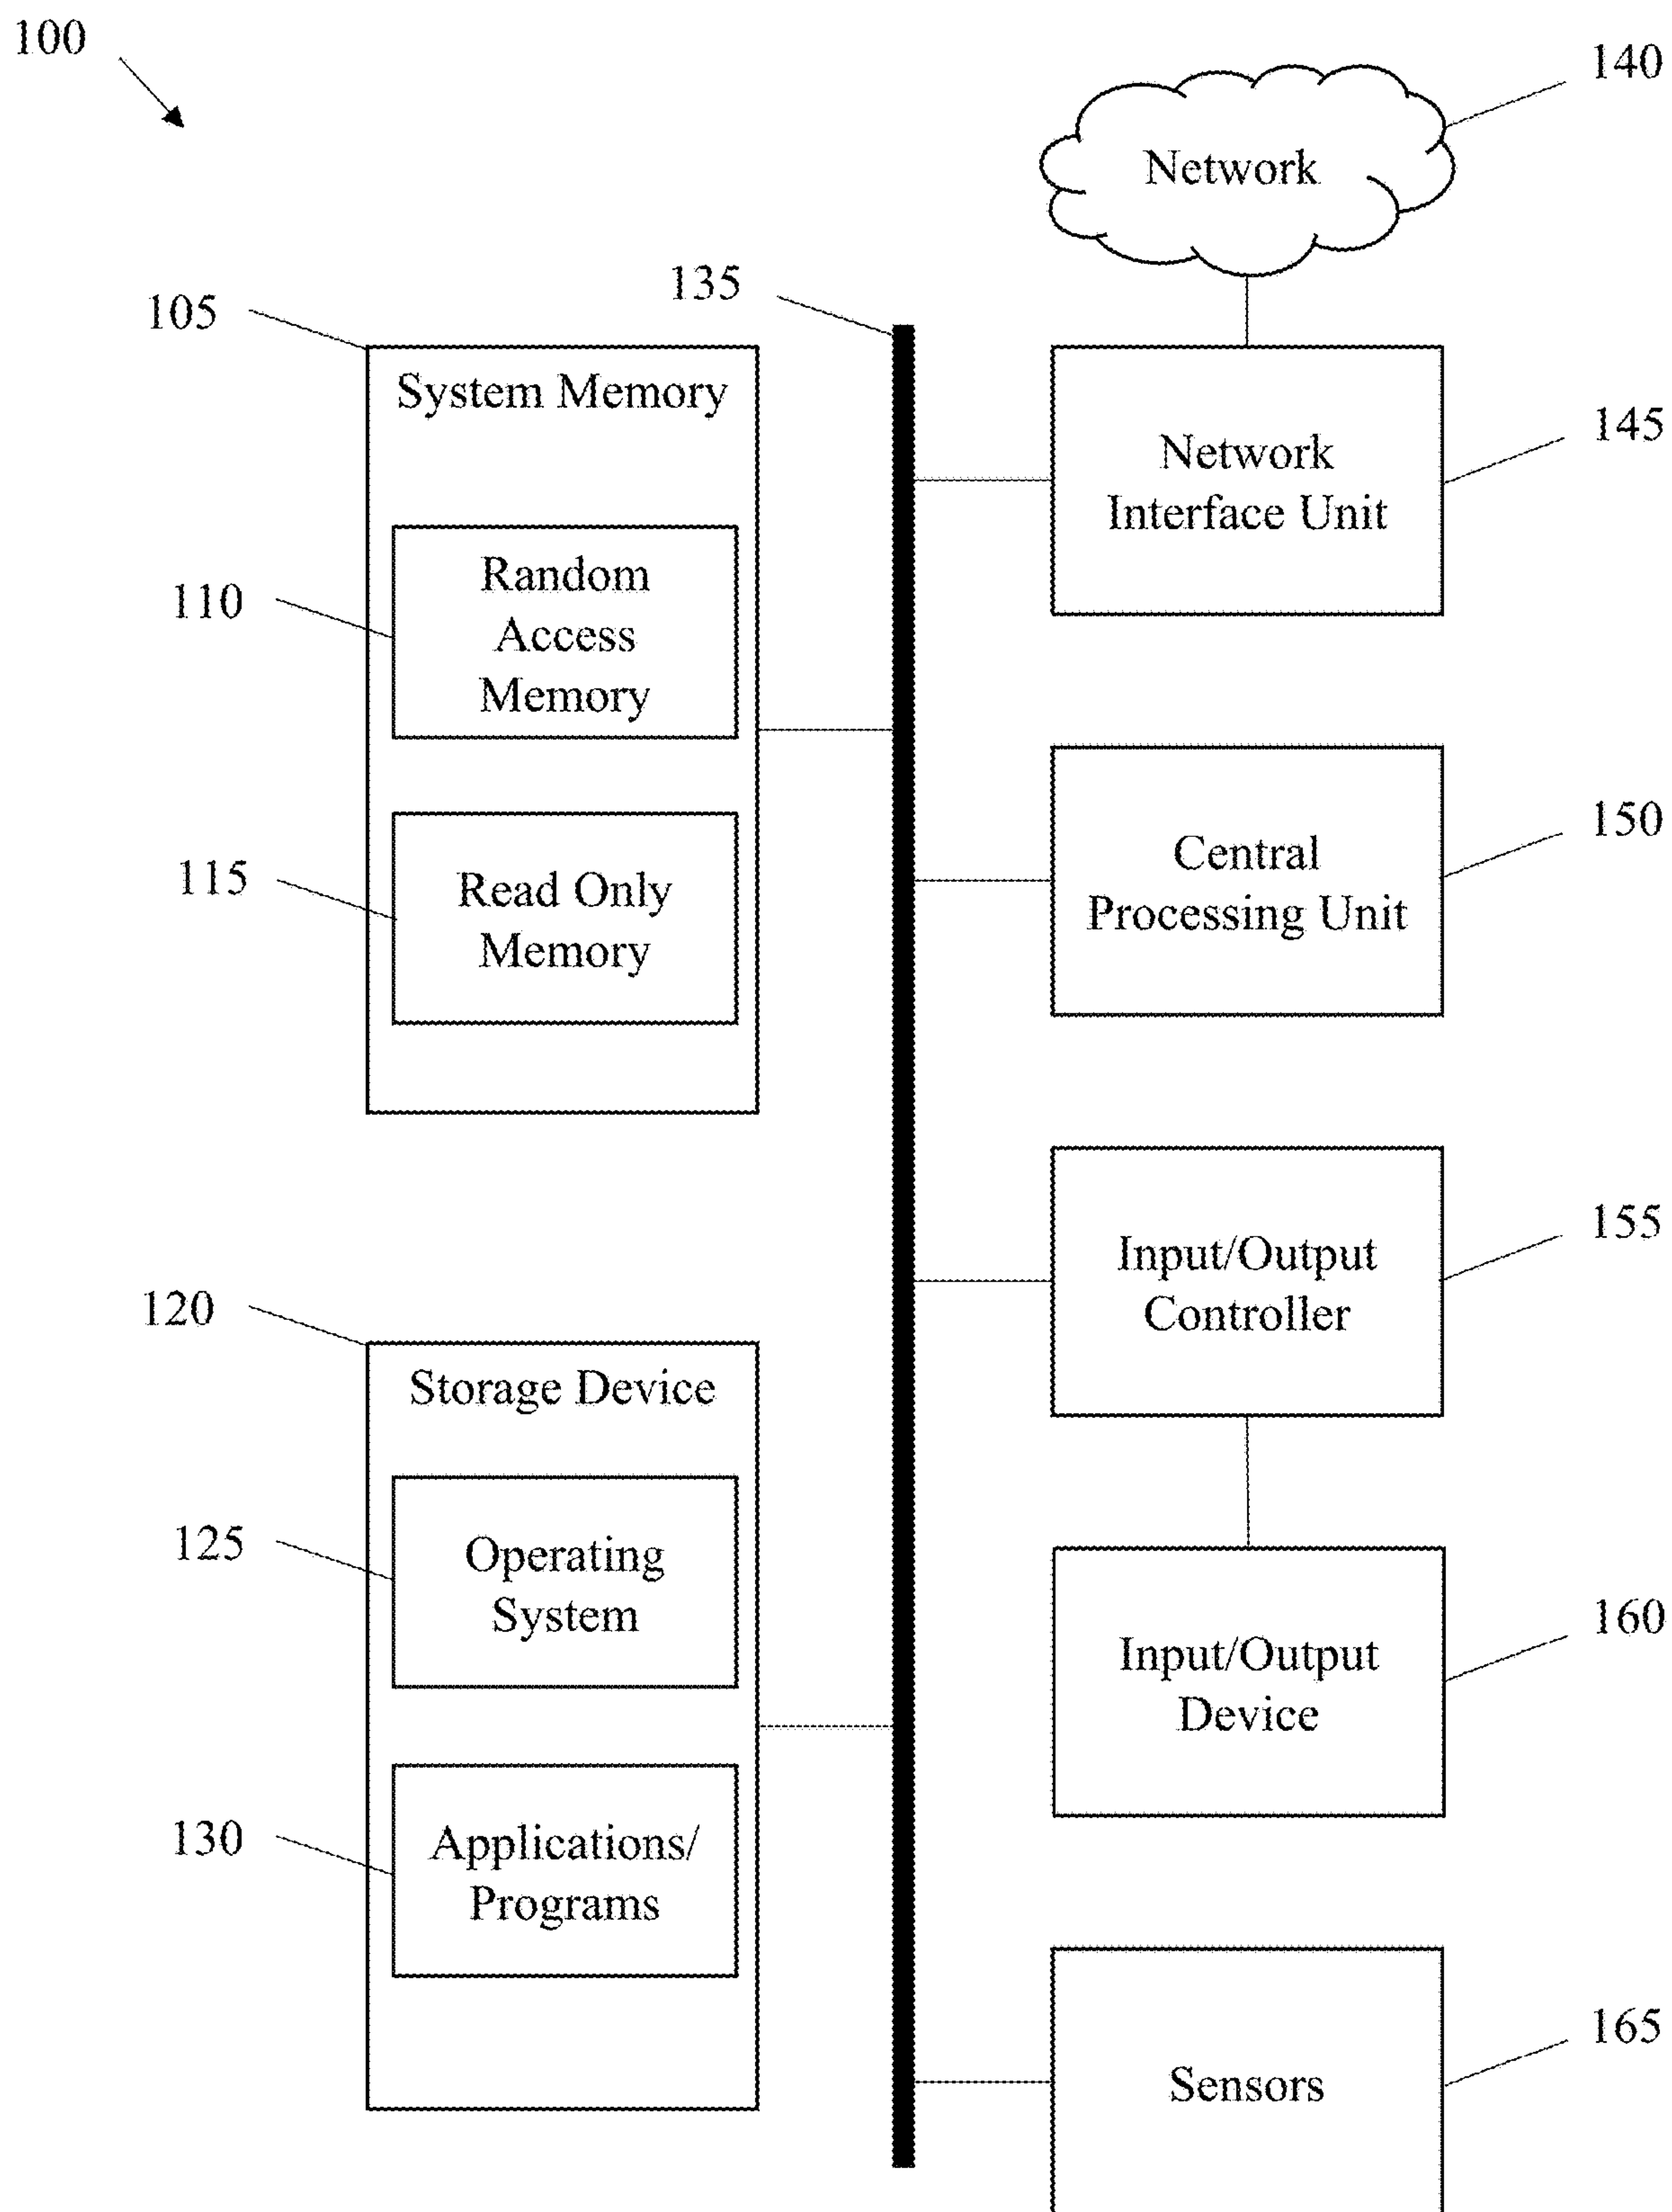 100
140
Network
135
105
System Memory
145
Network
Interface Unit
110
Random
Access
Memory
150
Central
Processing Unit
115
Read Only
Memory
155
Input/Output
Controller
120
Storage Device
125
Operating
System
160
Input/Output
Device
130
Applications/
Programs
165
Sensors